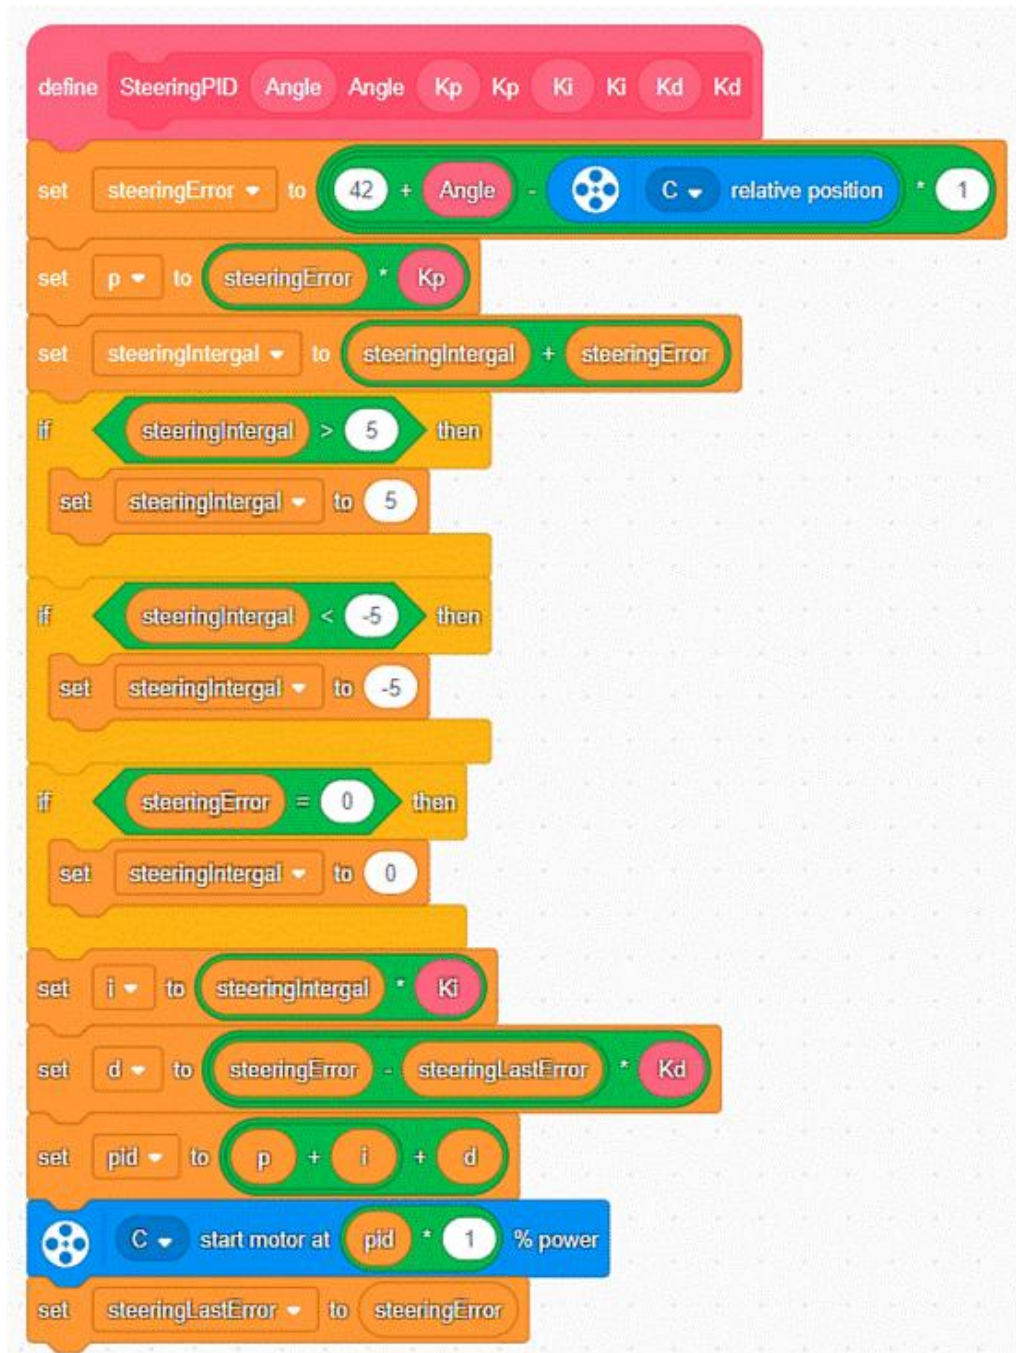 define SteeringPID Angle Angle Kp Kp Ki Ki Kd Kd
set steeringError to 42 + Angle - C relative position * 1
set p to steeringError * Kp
set steeringIntergal to steeringIntergal + steeringError
if steeringIntergal > 5 then
set steeringIntergal to 5
if steeringIntergal < -5 then
set steeringIntergal to -5
if steeringError = 0 then
set steeringIntergal to 0
set i to steeringIntergal * Ki
set d to steeringError - steeringLastError * Kd
set pid to p + i + d
C start motor at pid * 1 % power
set steeringLastError to steeringError